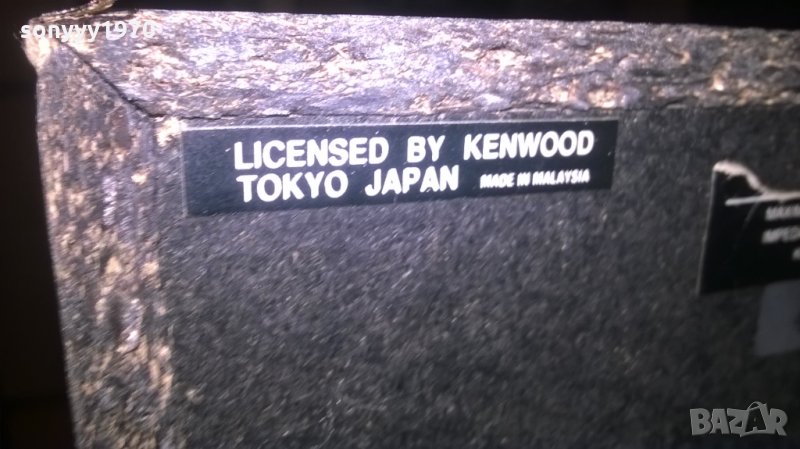 sonyvy1970
LICENSED BY KENWOOD
TOKYO JAPAN MADE IN MALAYSIA
BAZAR